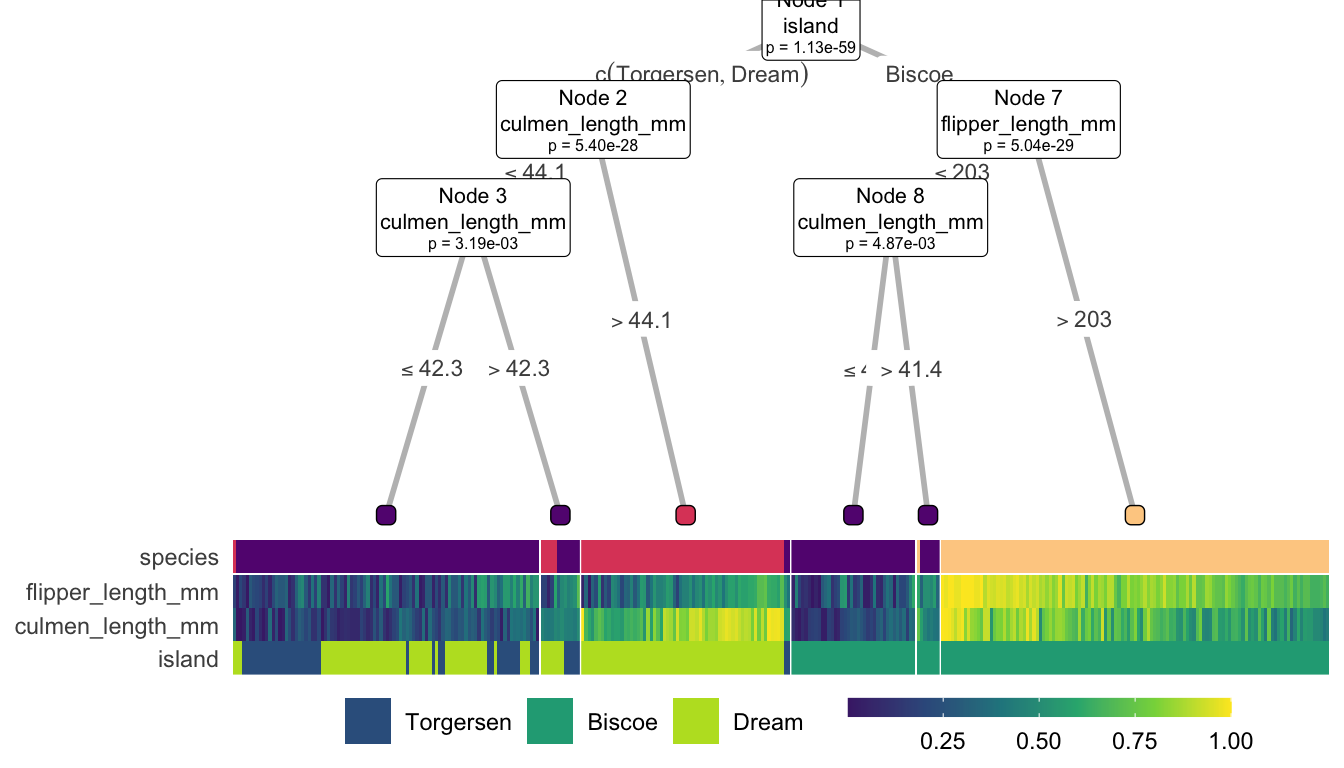 Node 1
island
p = 1.13e-59
c(Torgersen, Dream)
Biscoe
Node 2
culmen_length_mm
p = 5.40e-28
Node 7
flipper_length_mm
p = 5.04e-29
≤ 44.1
≤ 203
Node 3
culmen_length_mm
p = 3.19e-03
Node 8
culmen_length_mm
p = 4.87e-03
> 44.1
> 203
≤ 42.3
> 42.3
≤
> 41.4
species
flipper_length_mm
culmen_length_mm
island
Torgersen
Biscoe
Dream
0.25
0.50
0.75
1.00